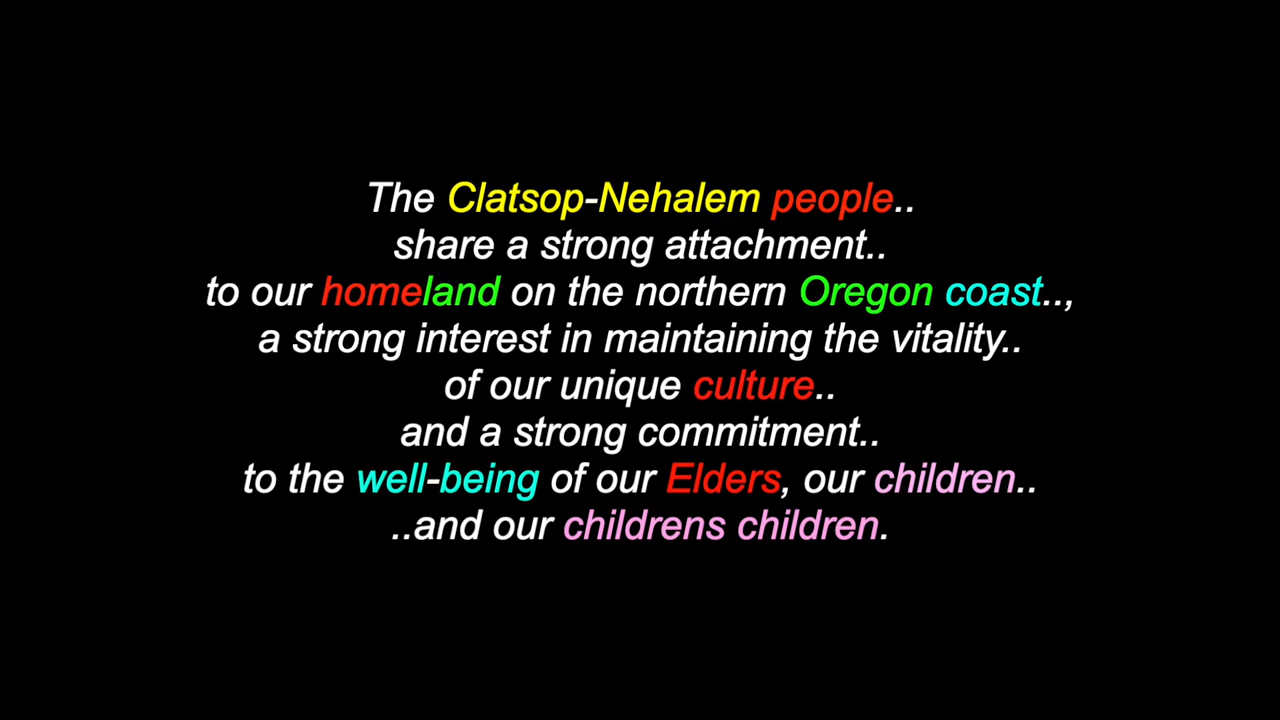 The Clatsop-Nehalem people..
share a strong attachment..
to our homeland on the northern Oregon coast..,
a strong interest in maintaining the vitality..
of our unique culture..
and a strong commitment..
to the well-being of our Elders, our children..
..and our childrens children.